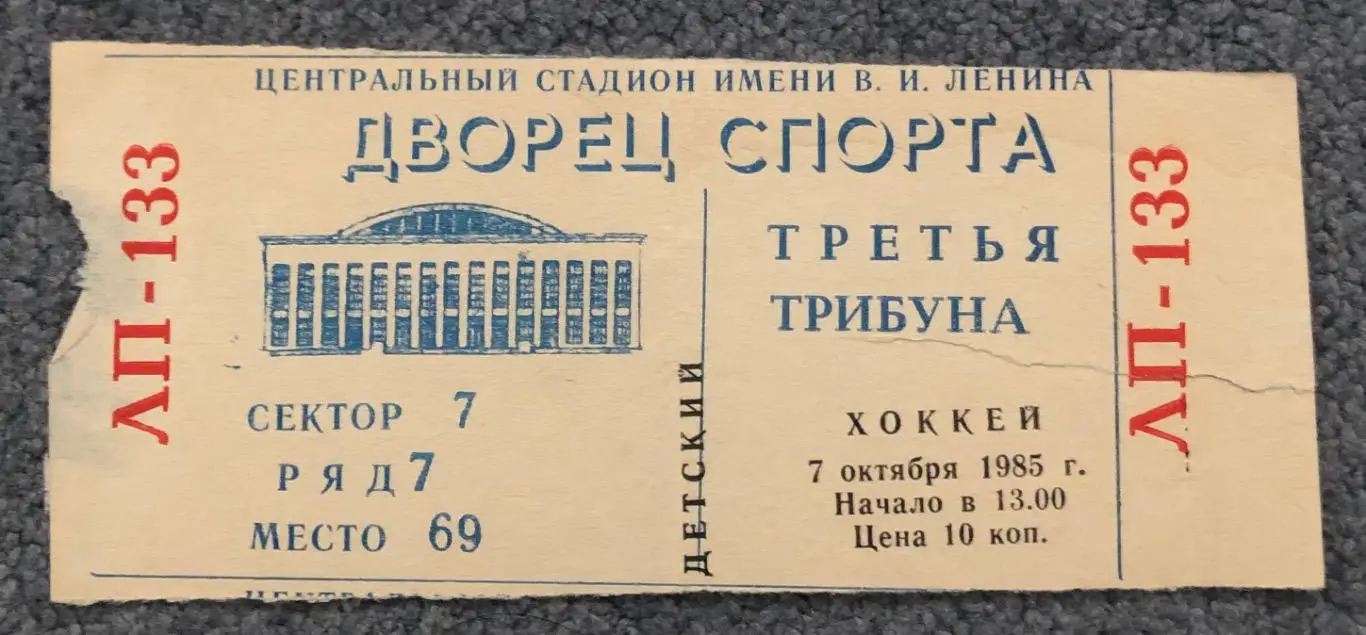 ЛП-133
ЦЕНТРАЛЬНЫЙ СТАДИОН ИМЕНИ В. И. ЛЕНИНА
ДВОРЕЦ СПОРТА
СЕКТОР 7
РЯД 7
МЕСТО 69
ДЕТСКИЙ
ТРЕТЬЯ
ТРИБУНА
ХОККЕЙ
7 октября 1985 г.
Начало в 13.00
Цена 10 коп.
ЛП-133